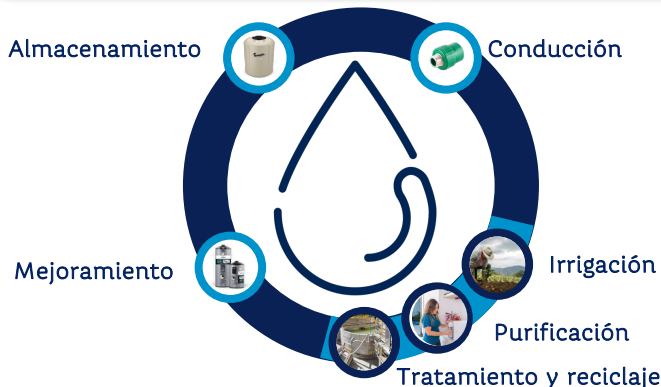 Almacenamiento
Conducción
Mejoramiento
Irrigación
Purificación
Tratamiento y reciclaje